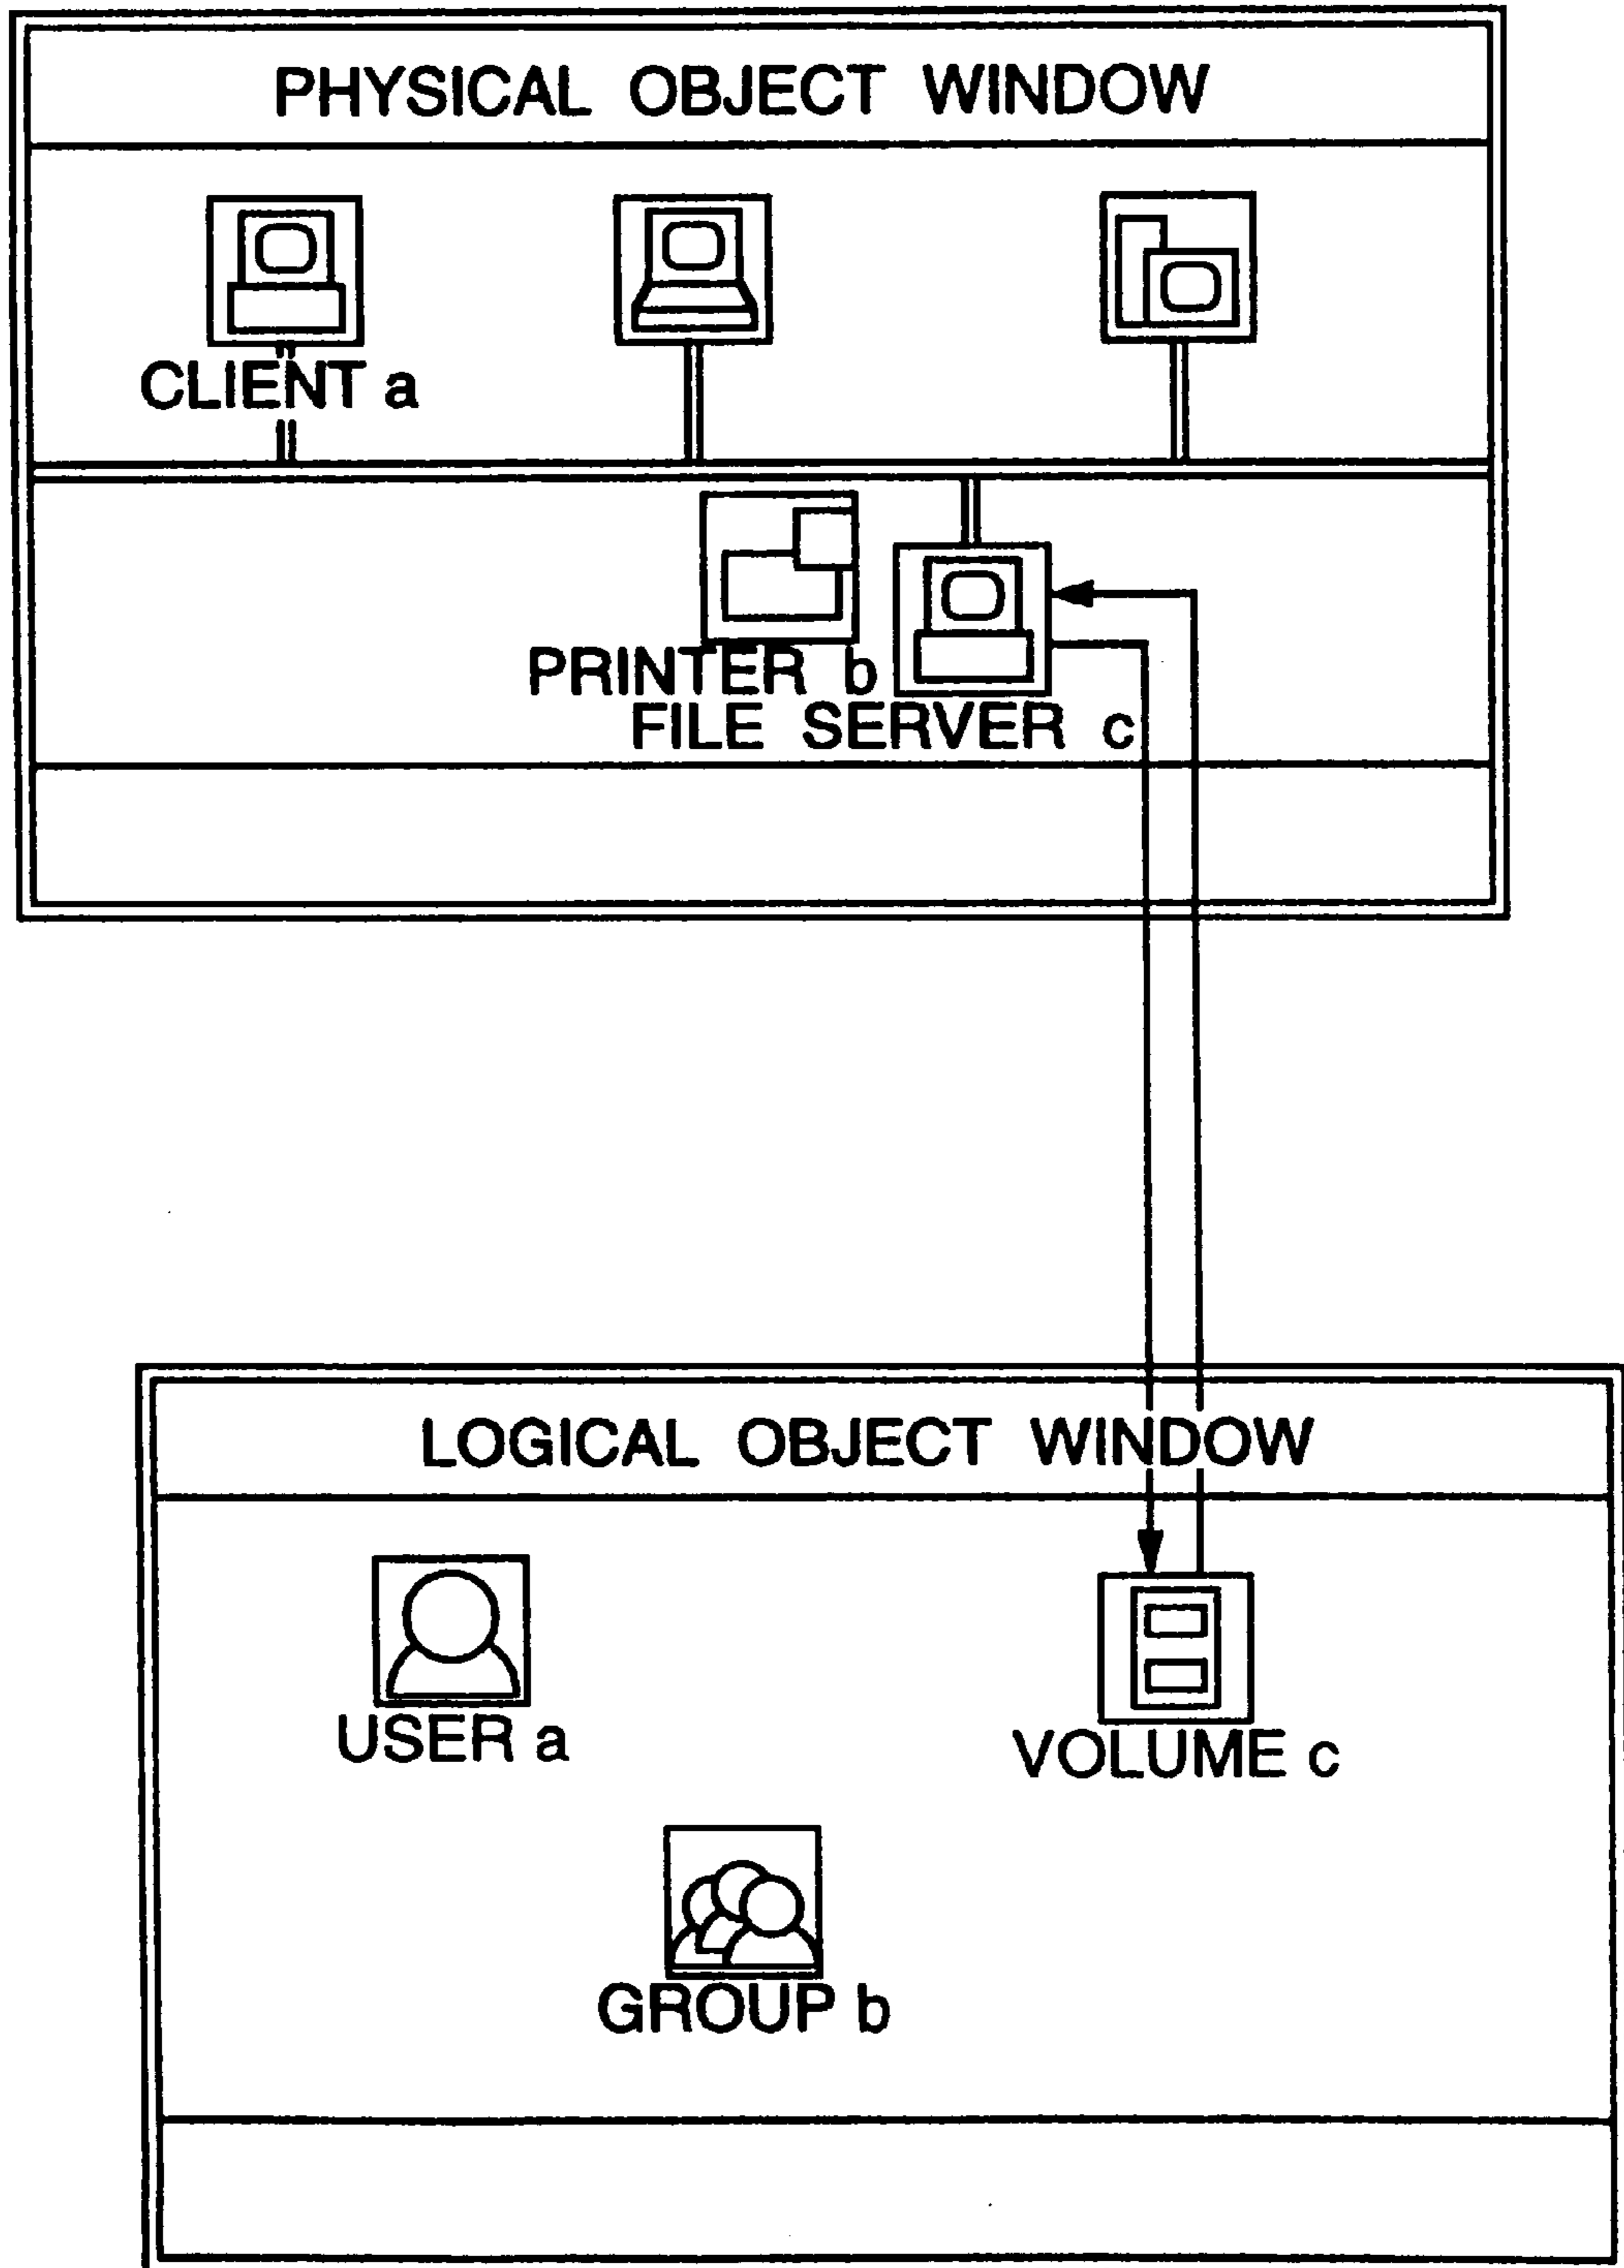 PHYSICAL OBJECT WINDOW
CLIENT a
PRINTER b
FILE SERVER c
LOGICAL OBJECT WINDOW
USER a
VOLUME c
GROUP b